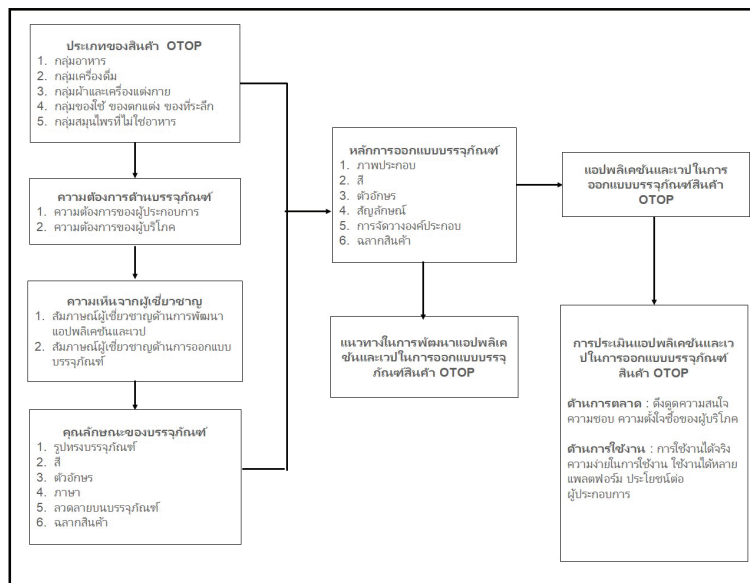 ประเภทของสินค้า OTOP
1. กลุ่มอาหาร
2. กลุ่มเครื่องดื่ม
3. กลุ่มผ้าและเครื่องแต่งกาย
4. กลุ่มของใช้ ของตกแต่ง ของที่ระลึก
5. กลุ่มสมุนไพรที่ไม่ใช่อาหาร
ความต้องการด้านบรรจุภัณฑ์
1. ความต้องการของผู้ประกอบการ
2. ความต้องการของผู้บริโภค
ความเห็นจากผู้เชี่ยวชาญ
1. สัมภาษณ์ผู้เชี่ยวชาญด้านการพัฒนา
แอปพลิเคชันและเวป
2. สัมภาษณ์ผู้เชี่ยวชาญด้านการออกแบบ
บรรจุภัณฑ์
คุณลักษณะของบรรจุภัณฑ์
1. รูปทรงบรรจุภัณฑ์
2. สี
3. ตัวอักษร
4. ภาษา
5. ลวดลายบนบรรจุภัณฑ์
6. ฉลากสินค้า
หลักการออกแบบบรรจุภัณฑ์
1. ภาพประกอบ
2. สี
3. ตัวอักษร
4. สัญลักษณ์
5. การจัดวางองค์ประกอบ
6. ฉลากสินค้า
แนวทางในการพัฒนาแอปพลิเค
ชันและเวปในการออกแบบบรรจุ
ภัณฑ์สินค้า OTOP
แอปพลิเคชันและเวปในการ
ออกแบบบรรจุภัณฑ์สินค้า
OTOP
การประเมินแอปพลิเคชันและเว
ปในการออกแบบบรรจุภัณฑ์
สินค้า OTOP
ด้านการตลาด : ดึงดูดความสนใจ
ความชอบ ความตั้งใจซื้อของผู้บริโภค
ด้านการใช้งาน : การใช้งานได้จริง
ความง่ายในการใช้งาน ใช้งานได้หลาย
แพลตฟอร์ม ประโยชน์ต่อ
ผู้ประกอบการ